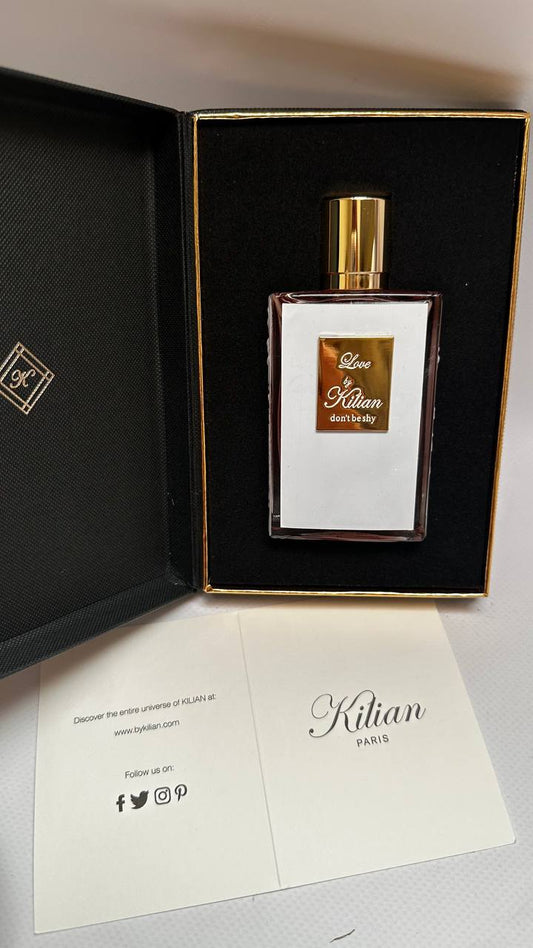 K
Love
by
Kilian
don't be shy
Discover the entire universe of KILIAN at:
www.bykilian.com
Follow us on:
Kilian
PARIS